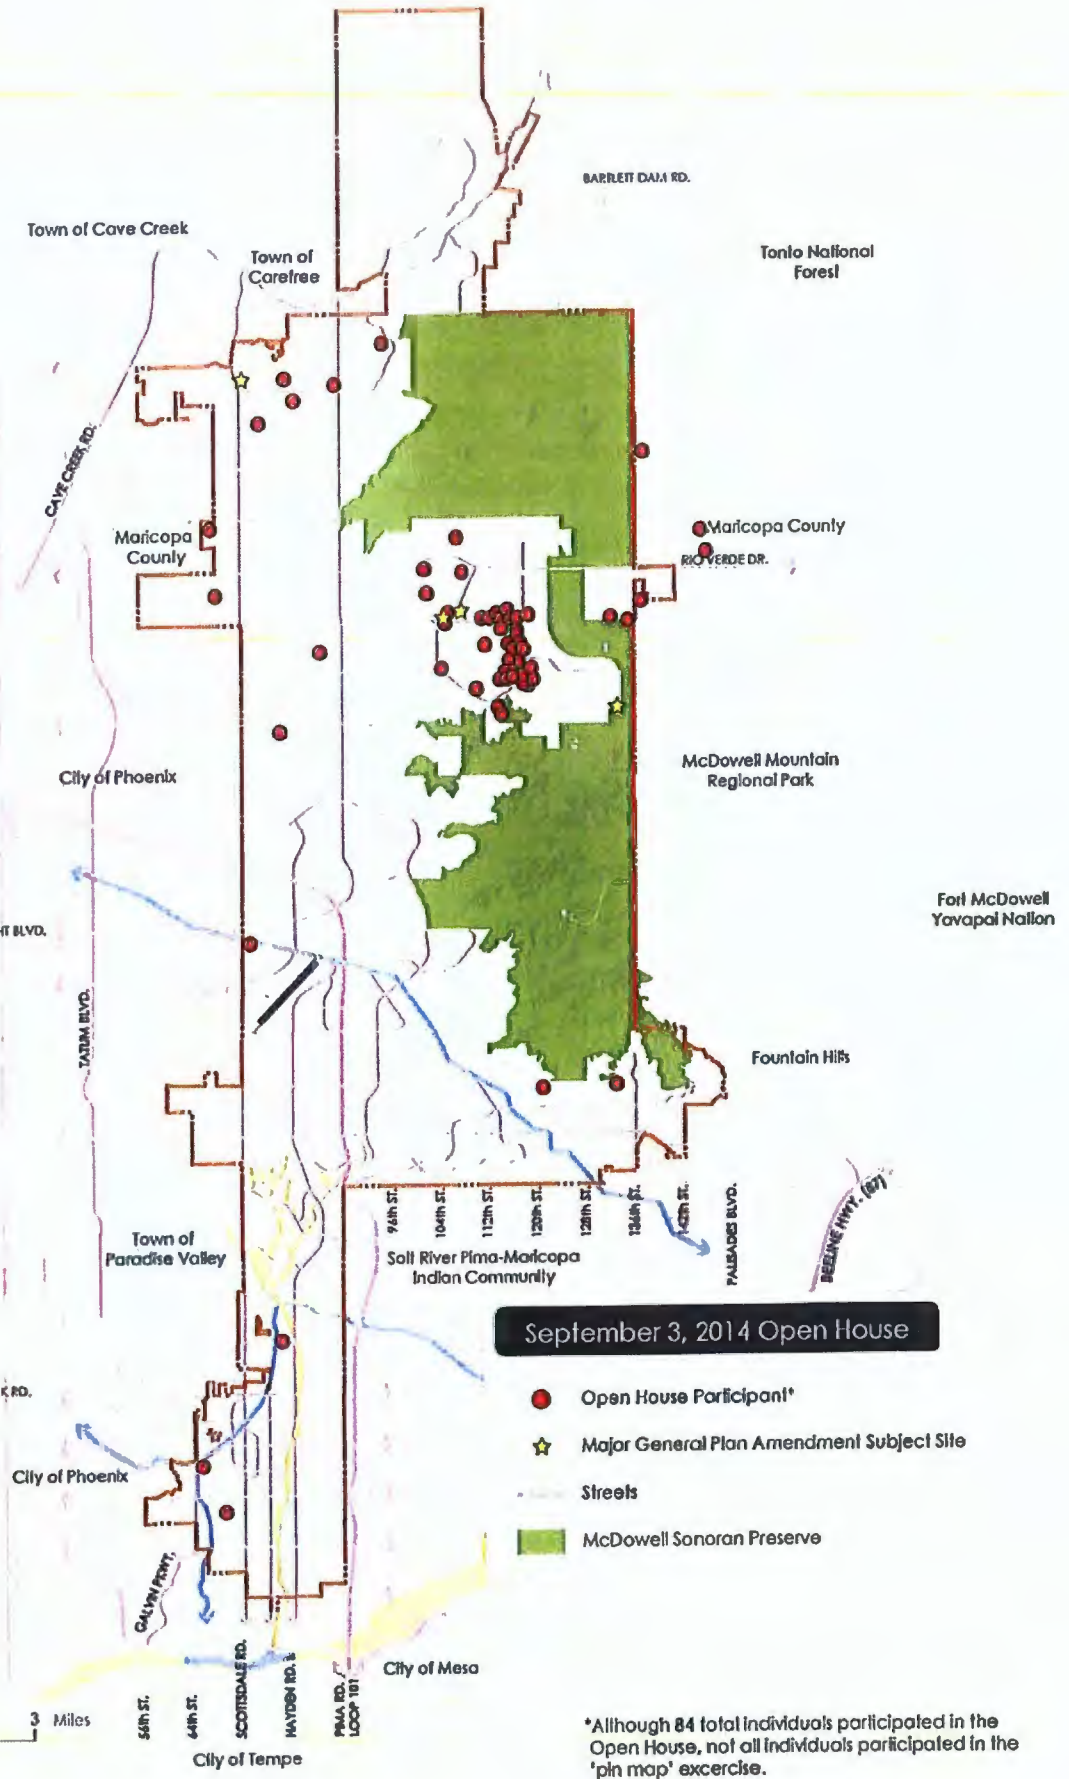 BARTLETT DAM RD.
Town of Cave Creek
Town of
Carefree
Tonto National
Forest
CAVE CREEK RD.
Maricopa
County
Maricopa County
RIO VERDE DR.
City of Phoenix
McDowell Mountain
Regional Park
Fort McDowell
Yavapai Nation
HT BLVD.
TATUM BLVD.
Fountain Hills
96th ST.
104th ST.
112th ST.
120th ST.
128th ST.
136th ST.
142th ST.
PALISADES BLVD.
BEELINE HWY. (87)
Town of
Paradise Valley
Salt River Pima-Maricopa
Indian Community
September 3, 2014 Open House
Open House Participant*
Major General Plan Amendment Subject Site
Streets
McDowell Sonoran Preserve
K RD.
City of Phoenix
GALVIN PKWY.
56th ST.
64th ST.
SCOTTSDALE RD.
HAYDEN RD.
PIMA RD.
LOOP 101
City of Mesa
3 Miles
City of Tempe
*Although 84 total individuals participated in the
Open House, not all individuals participated in the
'pin map' excercise.